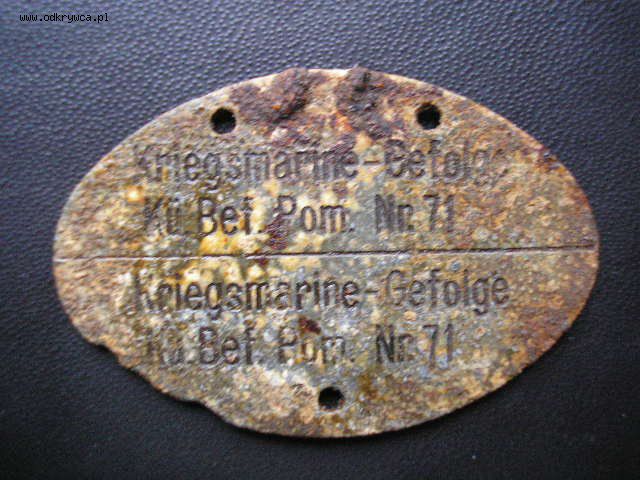 www.odkrywca.pl
Kriegsmarine-Gefolge
Kü.Bef. Pom. Nr.71
Kriegsmarine-Gefolge
Kü.Bef. Pom. Nr.71